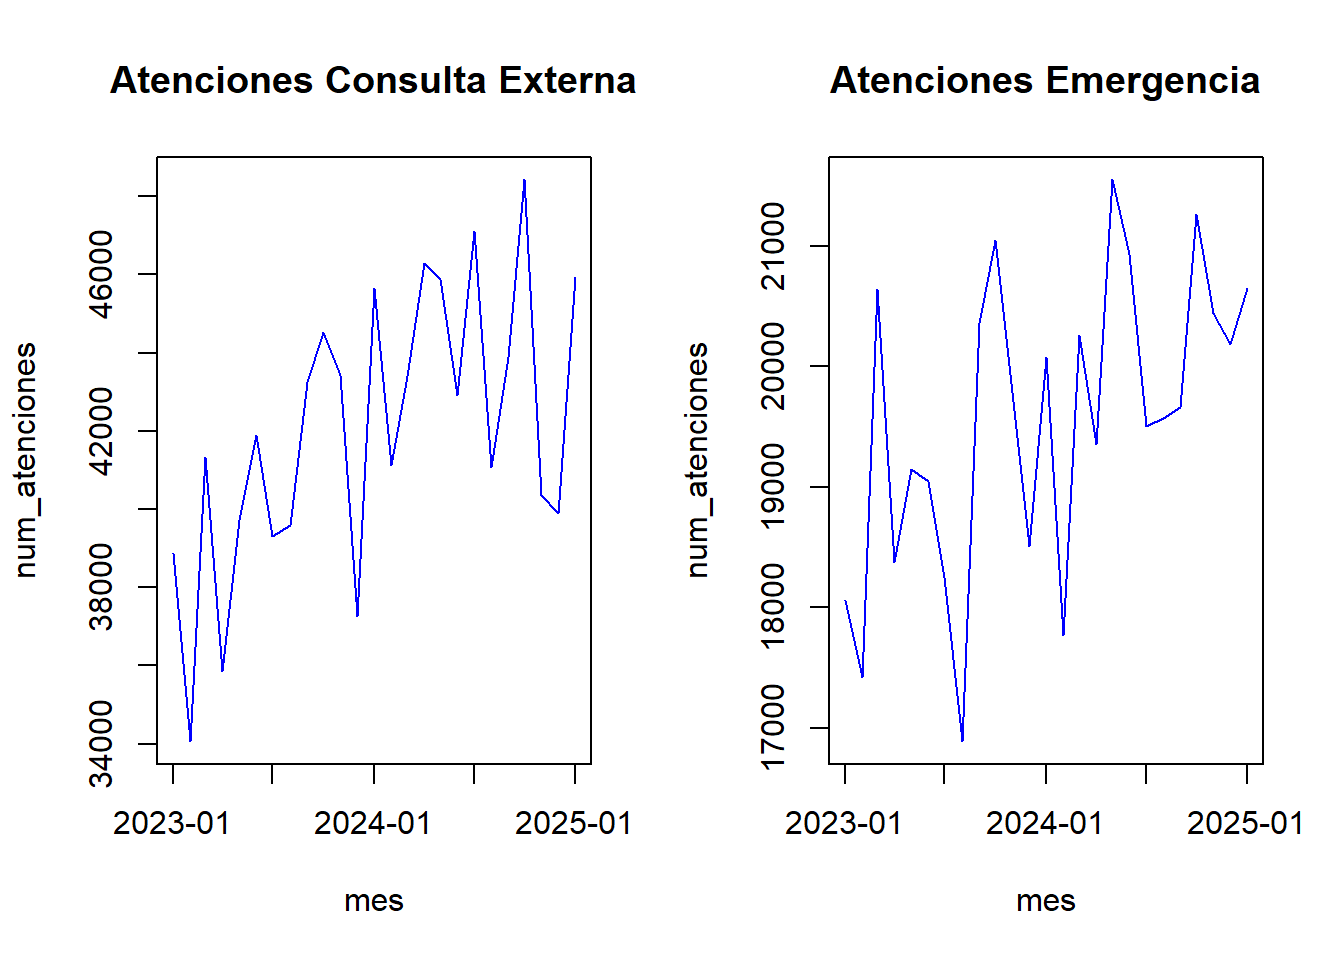 Atenciones Consulta Externa
num_atenciones
46000
42000
38000
34000
2023-01 2024-01 2025-01
mes
Atenciones Emergencia
num_atenciones
21000
20000
19000
18000
17000
2023-01 2024-01 2025-01
mes